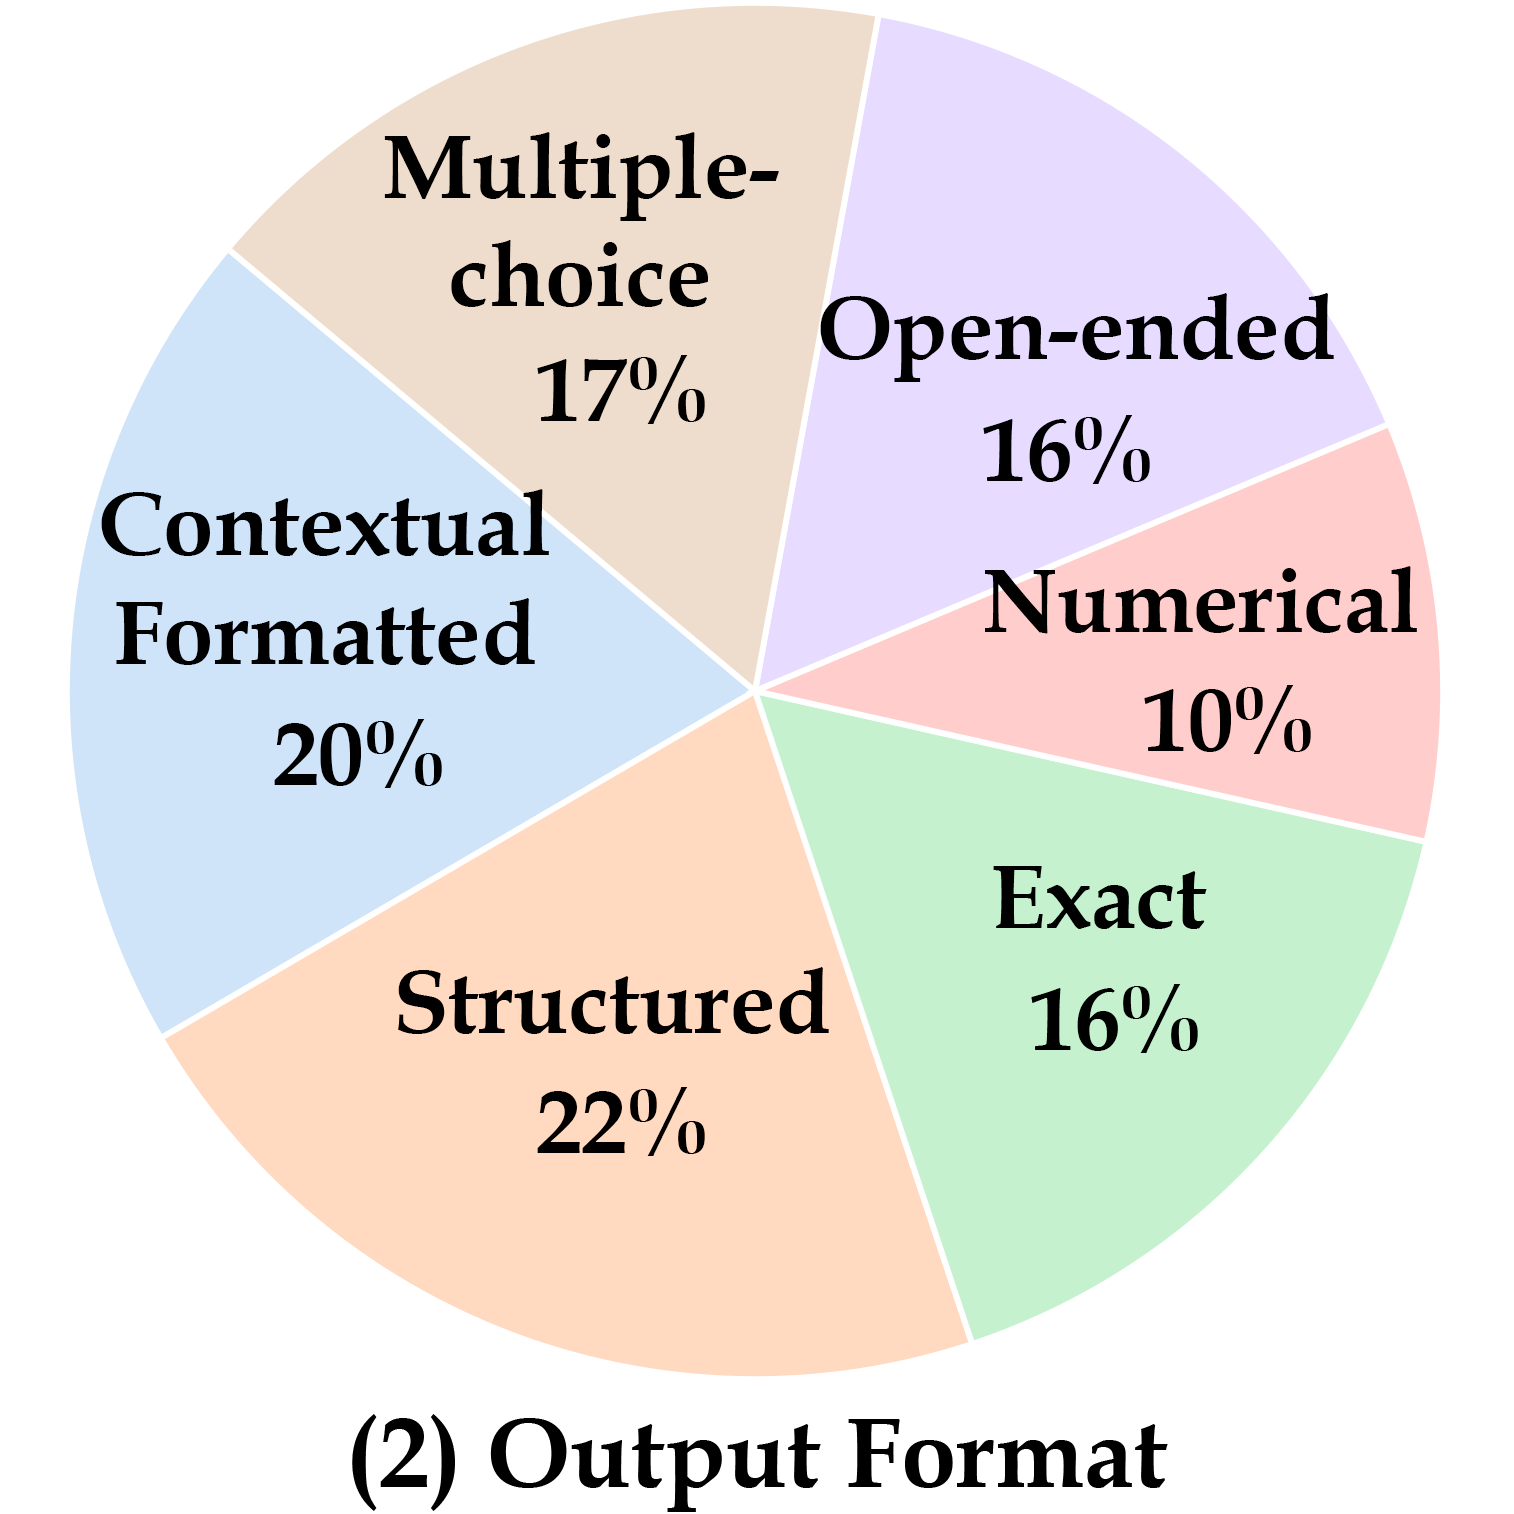 Multiple-
choice
17%
Open-ended
16%
Numerical
10%
Exact
16%
Structured
22%
Contextual
Formatted
20%
(2) Output Format